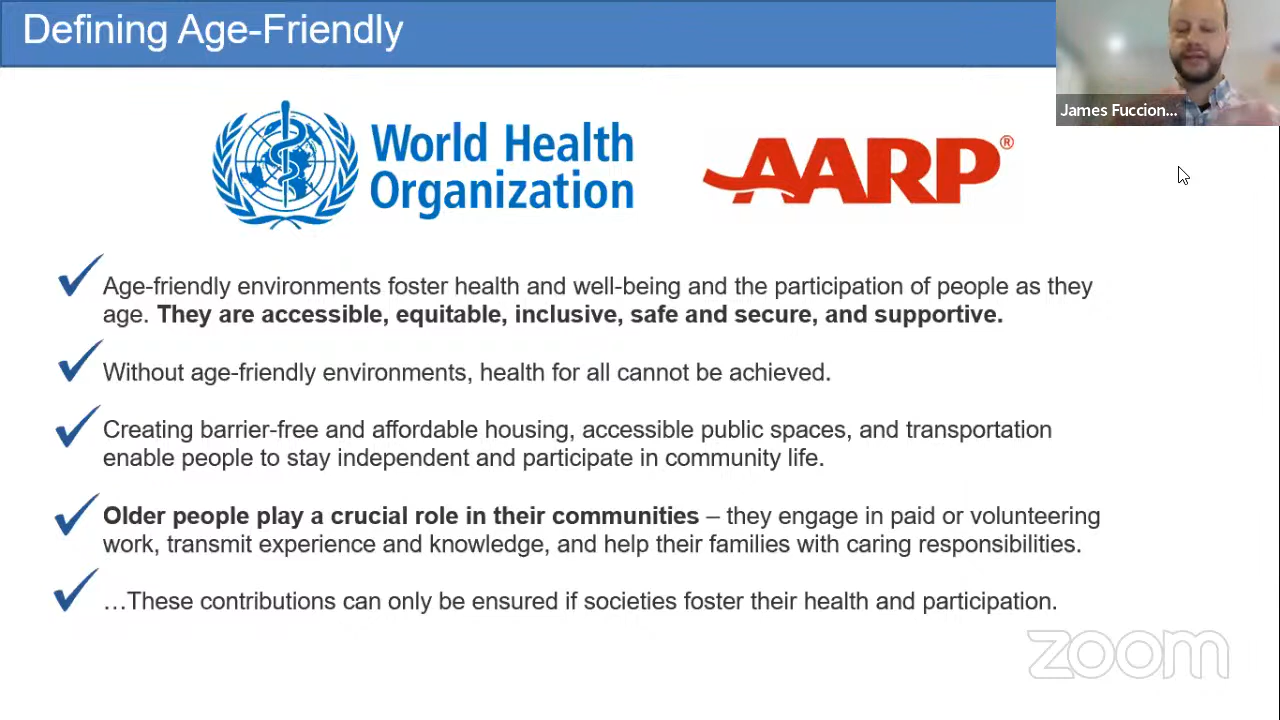 Defining Age-Friendly
James Fuccion...
World Health
Organization
AARP®
Age-friendly environments foster health and well-being and the participation of people as they
age. They are accessible, equitable, inclusive, safe and secure, and supportive.
Without age-friendly environments, health for all cannot be achieved.
Creating barrier-free and affordable housing, accessible public spaces, and transportation
enable people to stay independent and participate in community life.
Older people play a crucial role in their communities – they engage in paid or volunteering
work, transmit experience and knowledge, and help their families with caring responsibilities.
…These contributions can only be ensured if societies foster their health and participation.
zoom